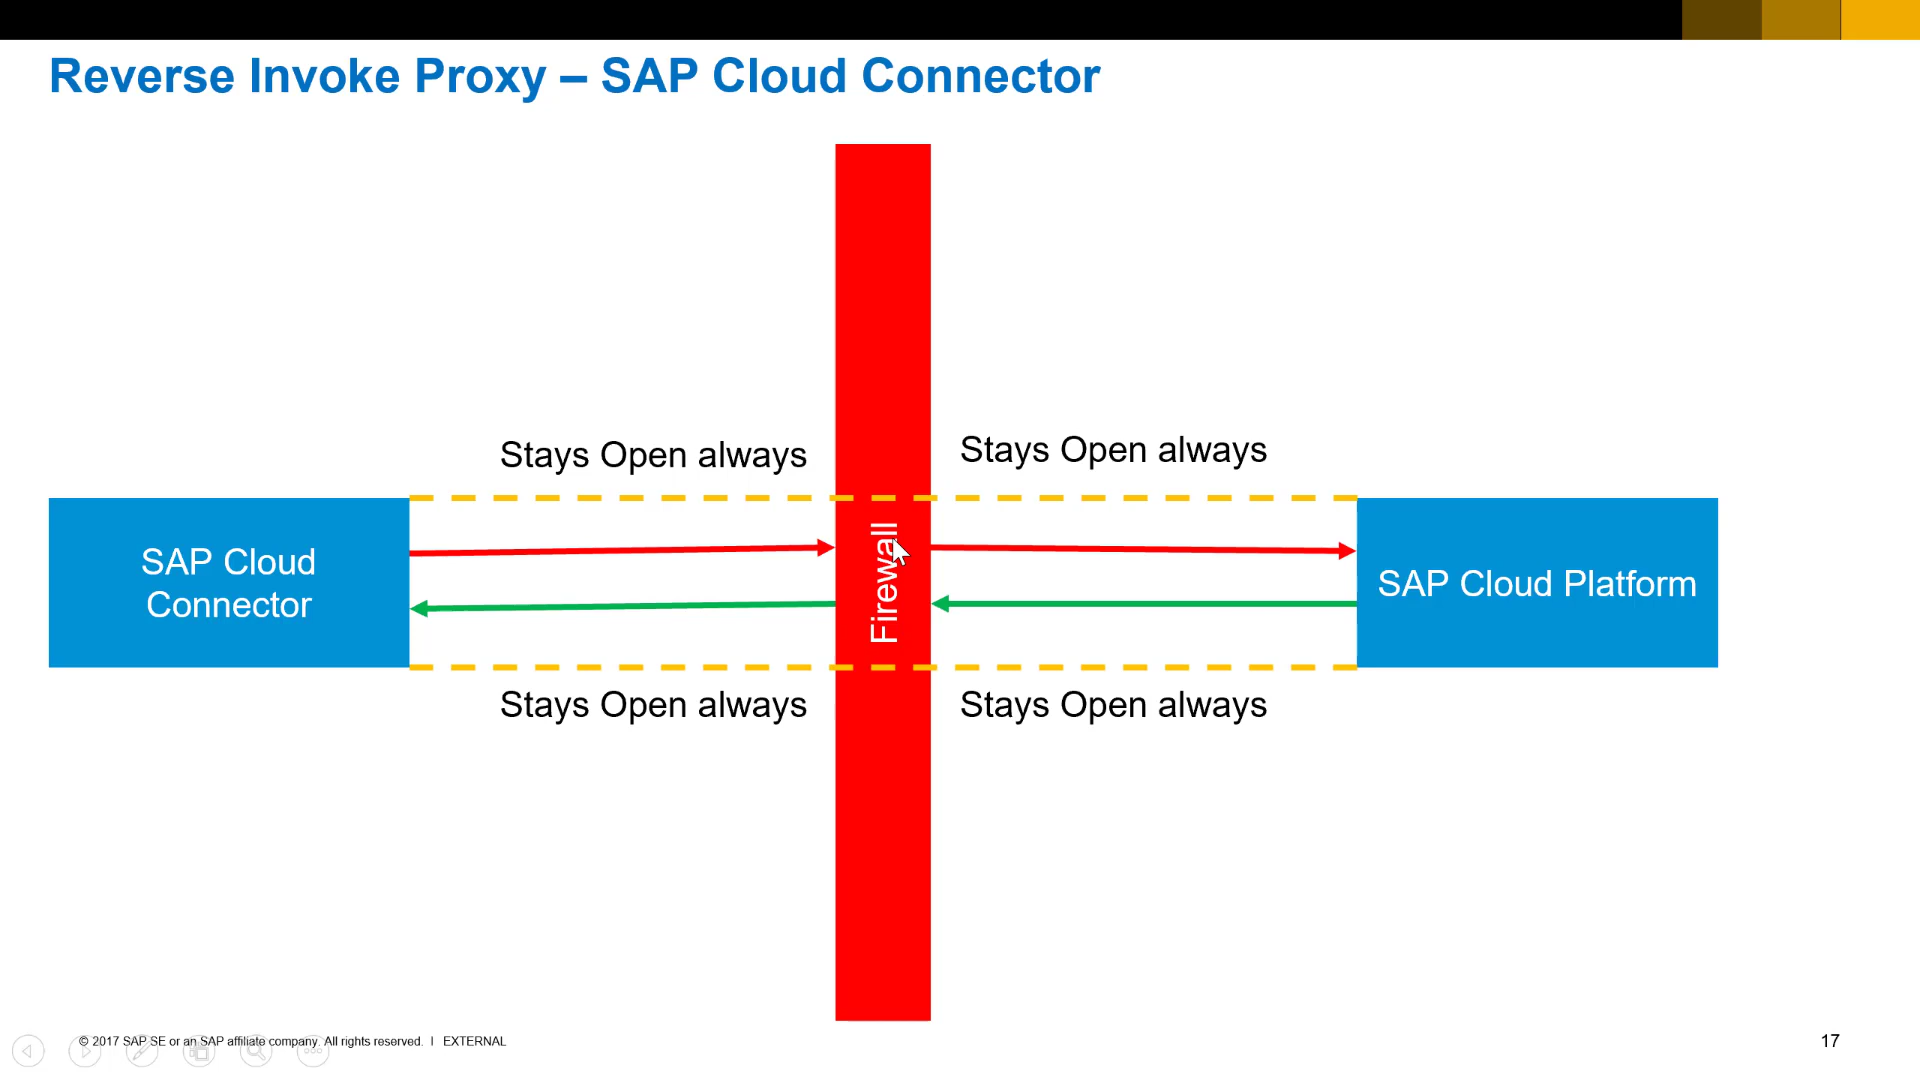 Reverse Invoke Proxy – SAP Cloud Connector
Stays Open always
Stays Open always
SAP Cloud
Connector
Firewall
SAP Cloud Platform
Stays Open always
Stays Open always
© 2017 SAP SE or an SAP affiliate company. All rights reserved. I EXTERNAL
17